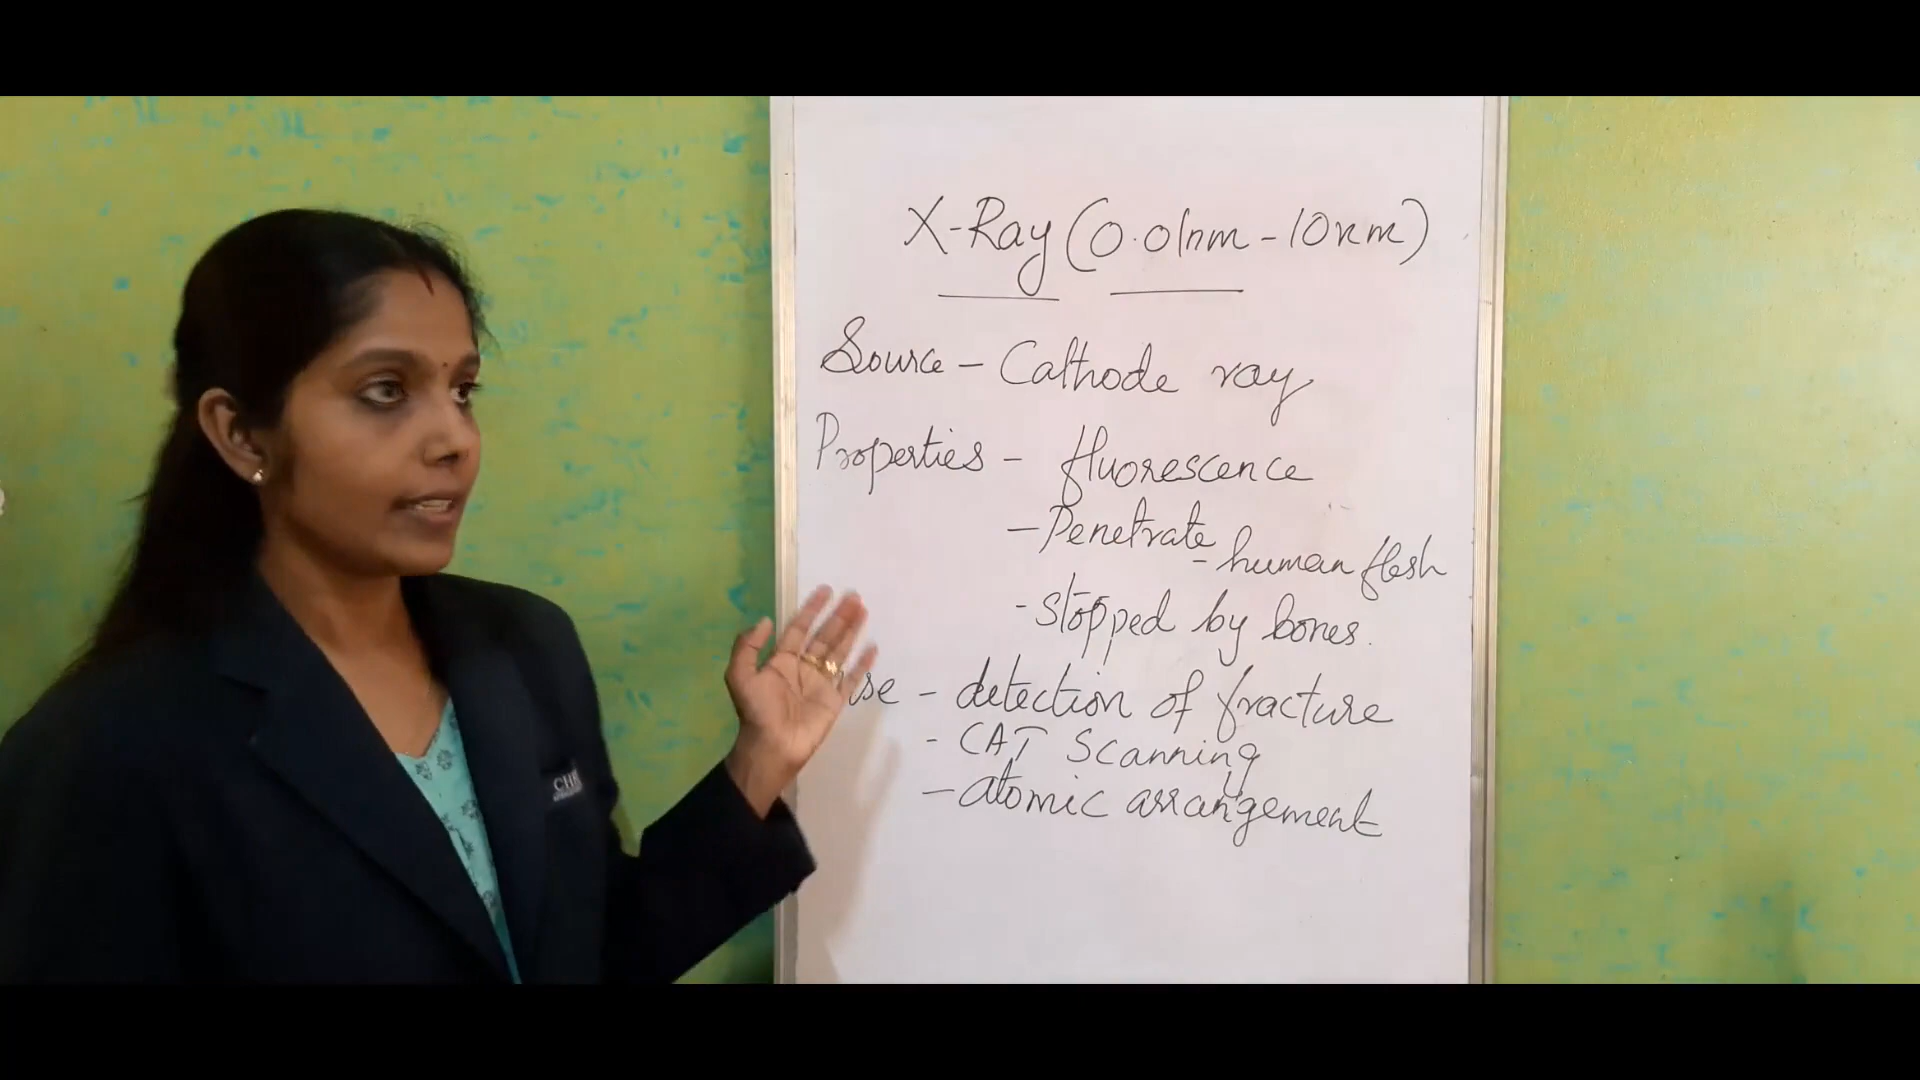 X-Ray (0.01nm - 10nm)
Source - Cathode ray
Properties - fluorescence
- Penetrate
- human flesh
- stopped by bones.
use - detection of fracture
- CAT Scanning
- atomic arrangement